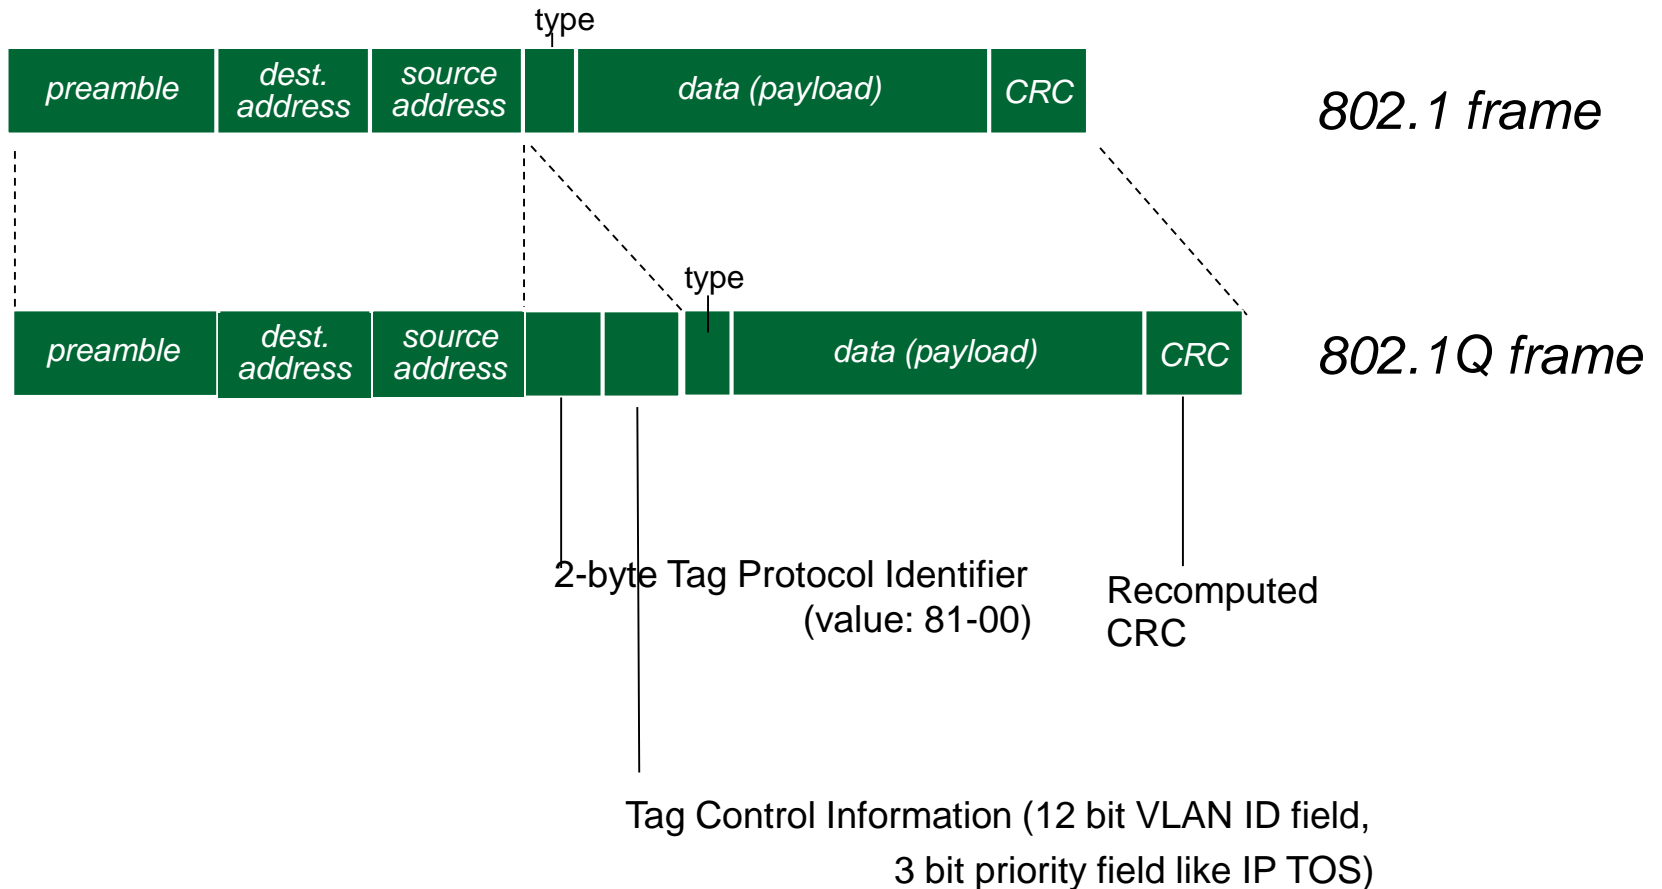 type
preamble
dest.
address
source
address
data (payload)
CRC
802.1 frame
type
preamble
dest.
address
source
address
data (payload)
CRC
802.1Q frame
2-byte Tag Protocol Identifier
(value: 81-00)
Recomputed
CRC
Tag Control Information (12 bit VLAN ID field,
3 bit priority field like IP TOS)